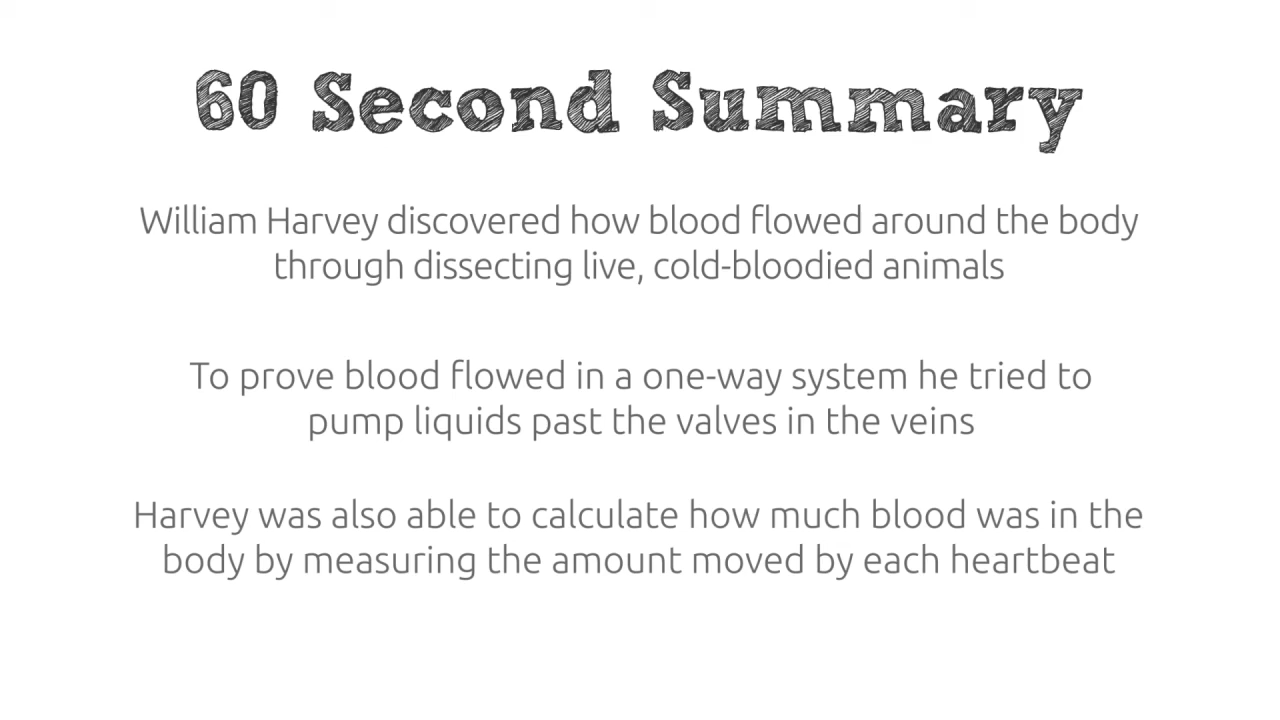 60 Second Summary
William Harvey discovered how blood flowed around the body
through dissecting live, cold-bloodied animals
To prove blood flowed in a one-way system he tried to
pump liquids past the valves in the veins
Harvey was also able to calculate how much blood was in the
body by measuring the amount moved by each heartbeat